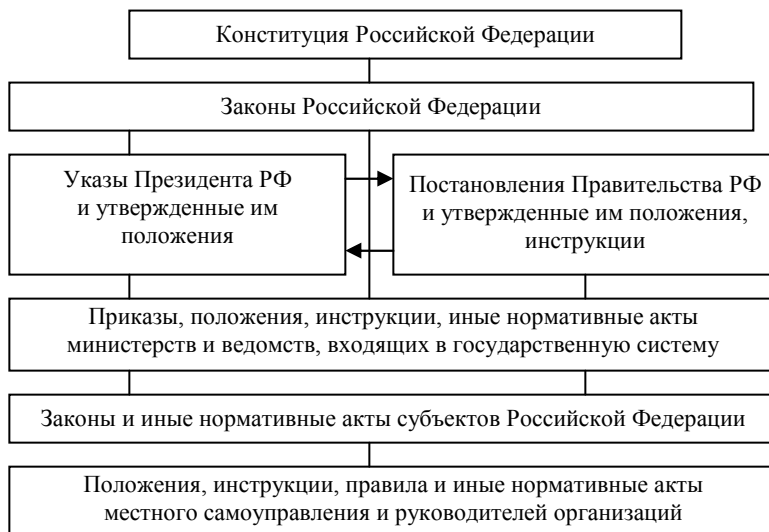 Конституция Российской Федерации
Законы Российской Федерации
Указы Президента РФ
и утвержденные им
положения
Постановления Правительства РФ
и утвержденные им положения,
инструкции
Приказы, положения, инструкции, иные нормативные акты
министерств и ведомств, входящих в государственную систему
Законы и иные нормативные акты субъектов Российской Федерации
Положения, инструкции, правила и иные нормативные акты
местного самоуправления и руководителей организаций